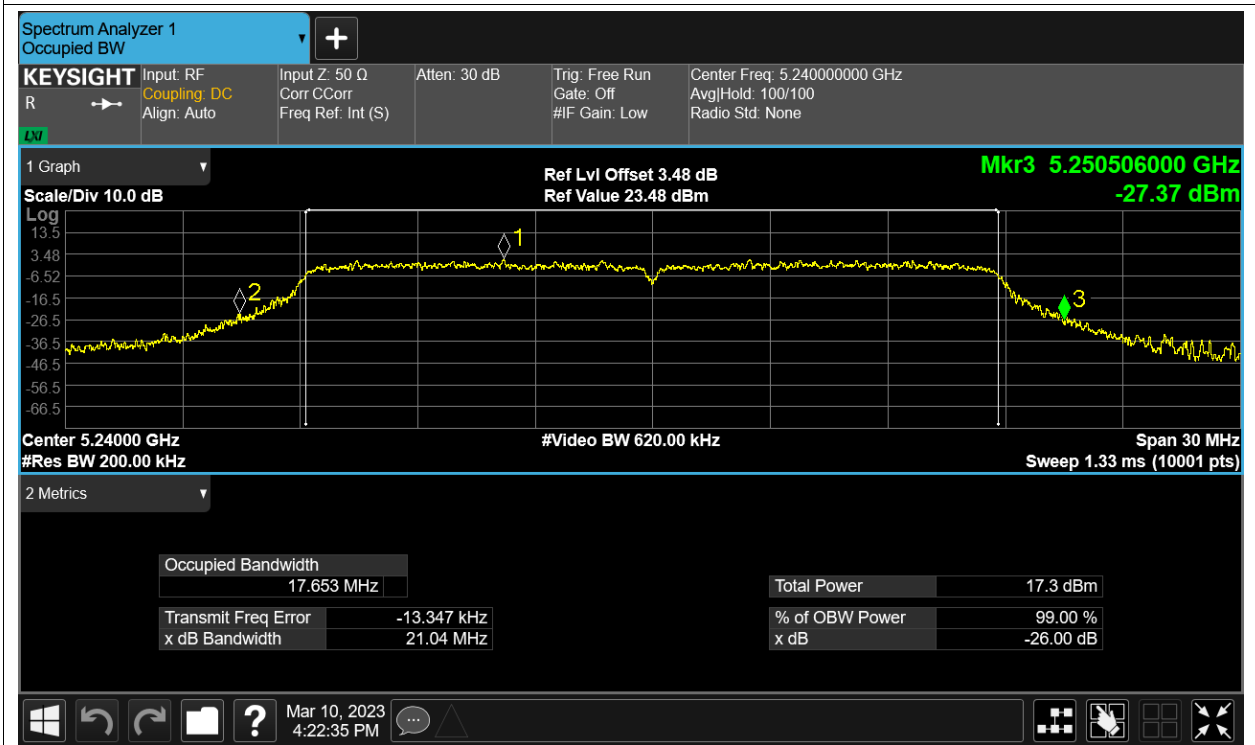 Spectrum Analyzer 1
Occupied BW
KEYSIGHT
R
LXI
Input: RF
Coupling: DC
Align: Auto
Input Z: 50 Ω
Corr CCorr
Freq Ref: Int (S)
Atten: 30 dB
Trig: Free Run
Gate: Off
#IF Gain: Low
Center Freq: 5.240000000 GHz
Avg|Hold: 100/100
Radio Std: None
1 Graph
Scale/Div 10.0 dB
Ref Lvl Offset 3.48 dB
Ref Value 23.48 dBm
Mkr3 5.250506000 GHz
-27.37 dBm
Log
13.5
3.48
-6.52
-16.5
-26.5
-36.5
-46.5
-56.5
-66.5
1
2
3
Center 5.24000 GHz
#Res BW 200.00 kHz
#Video BW 620.00 kHz
Span 30 MHz
Sweep 1.33 ms (10001 pts)
2 Metrics
Occupied Bandwidth
17.653 MHz
Transmit Freq Error -13.347 kHz
x dB Bandwidth 21.04 MHz
Total Power 17.3 dBm
% of OBW Power 99.00 %
x dB -26.00 dB
?
Mar 10, 2023
4:22:35 PM